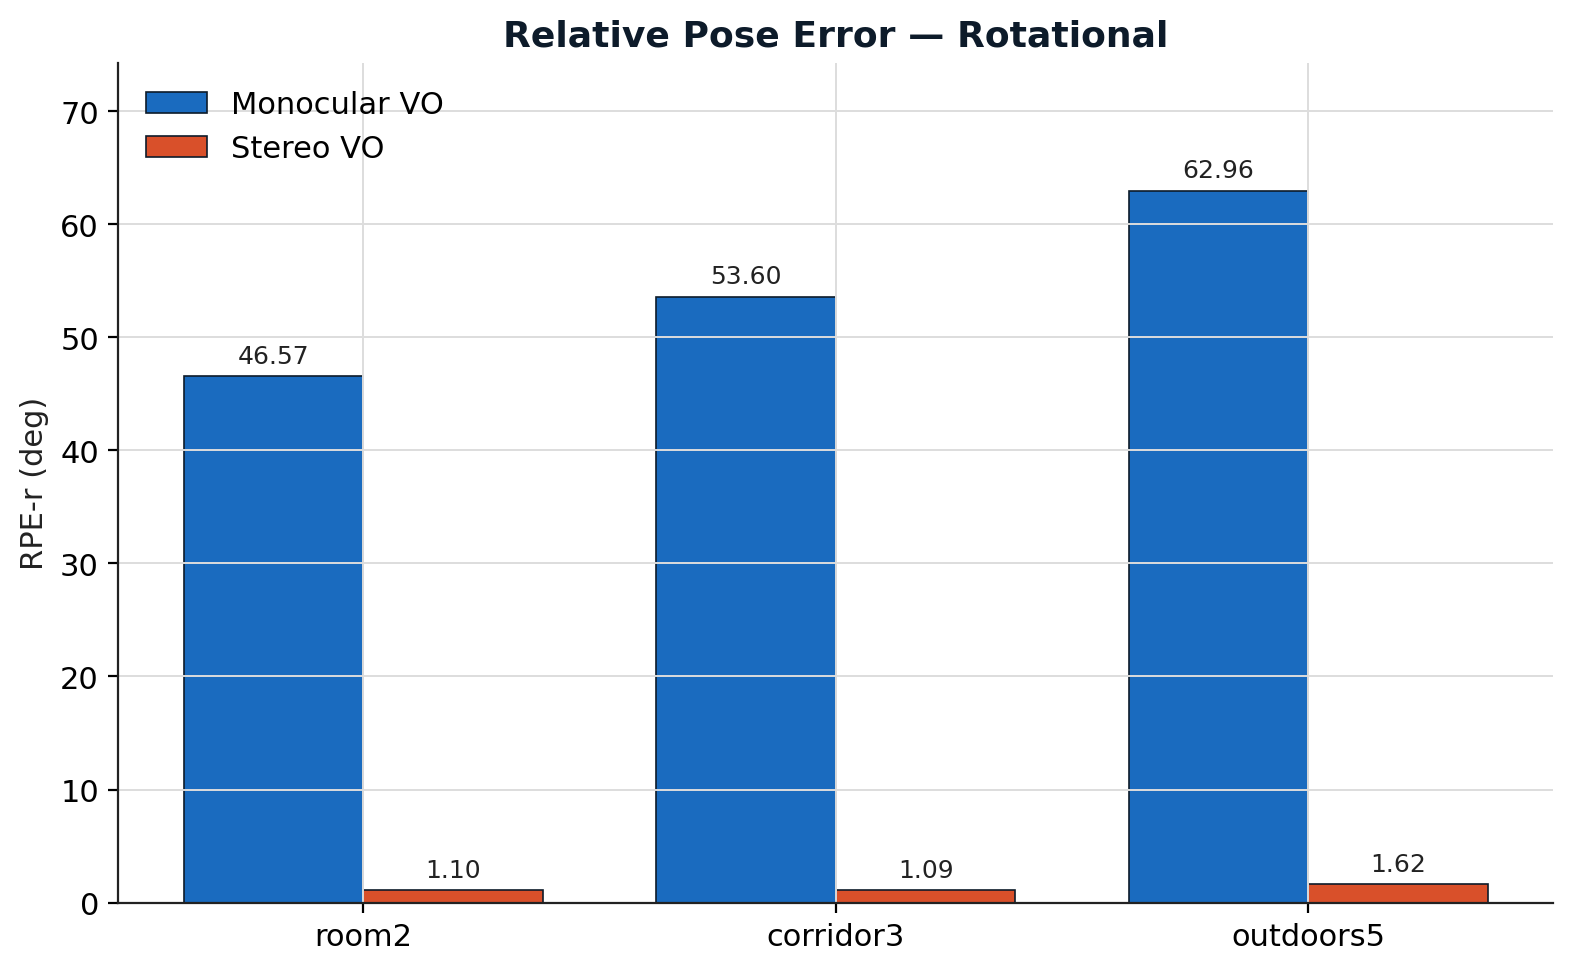 Relative Pose Error — Rotational
Monocular VO
Stereo VO
RPE-r (deg)
70
60
50
40
30
20
10
0
46.57
1.10
53.60
1.09
62.96
1.62
room2
corridor3
outdoors5